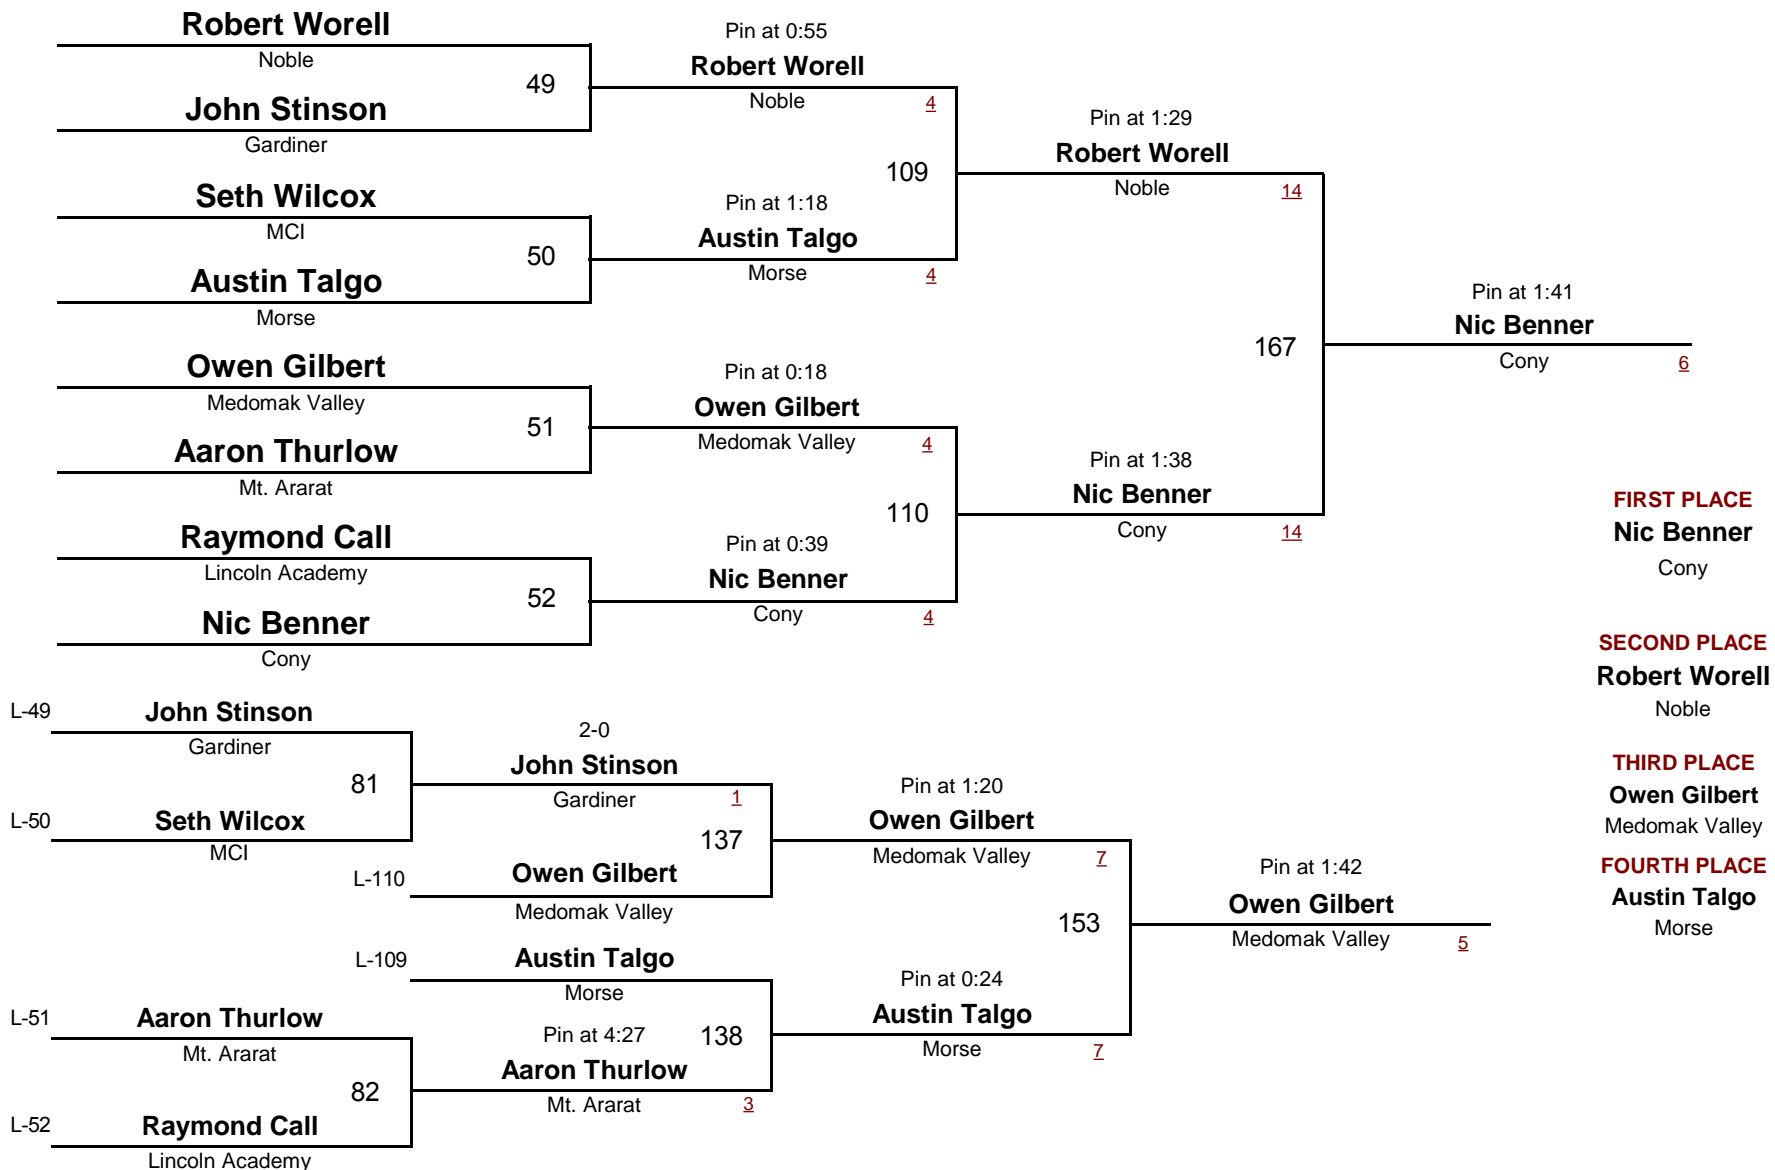 Robert Worell
Noble
49
John Stinson
Gardiner
Seth Wilcox
MCI
50
Austin Talgo
Morse
Owen Gilbert
Medomak Valley
51
Aaron Thurlow
Mt. Ararat
Raymond Call
Lincoln Academy
52
Nic Benner
Cony
Pin at 0:55
Robert Worell
Noble
4
109
Pin at 1:18
Austin Talgo
Morse
4
Pin at 0:18
Owen Gilbert
Medomak Valley
4
110
Pin at 0:39
Nic Benner
Cony
4
Pin at 1:29
Robert Worell
Noble
14
167
Pin at 1:38
Nic Benner
Cony
14
Pin at 1:41
Nic Benner
Cony
6
FIRST PLACE
Nic Benner
Cony
SECOND PLACE
Robert Worell
Noble
THIRD PLACE
Owen Gilbert
Medomak Valley
FOURTH PLACE
Austin Talgo
Morse
L-49
John Stinson
Gardiner
81
L-50
Seth Wilcox
MCI
2-0
John Stinson
Gardiner
1
137
L-110
Owen Gilbert
Medomak Valley
L-109
Austin Talgo
Morse
138
L-51
Aaron Thurlow
Mt. Ararat
82
L-52
Raymond Call
Lincoln Academy
Pin at 4:27
Aaron Thurlow
Mt. Ararat
3
Pin at 1:20
Owen Gilbert
Medomak Valley
7
153
Pin at 0:24
Austin Talgo
Morse
7
Pin at 1:42
Owen Gilbert
Medomak Valley
5